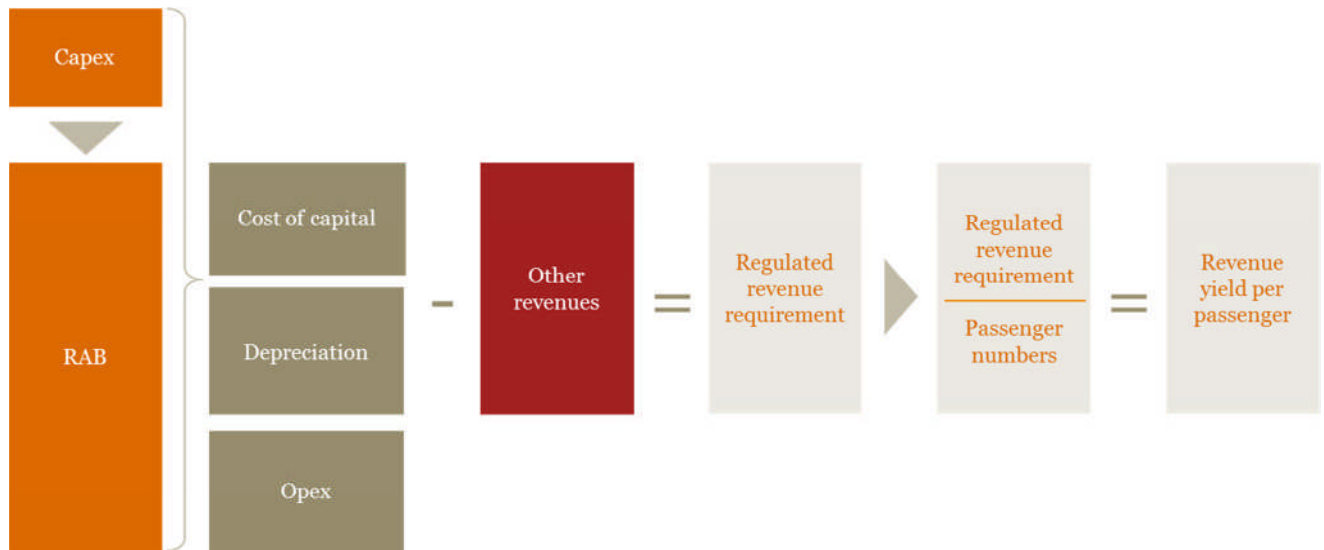 Capex
RAB
Cost of capital
Depreciation
Opex
-
Other
revenues
=
Regulated
revenue
requirement
Regulated
revenue
requirement
Passenger
numbers
=
Revenue
yield per
passenger